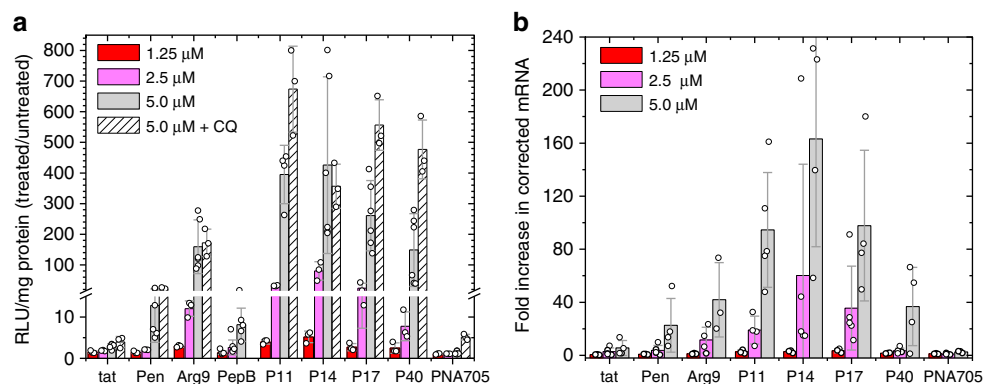 a
RLU/mg protein (treated/untreated)
800
700
600
500
400
300
200
100
10
0
1.25 μM
2.5 μM
5.0 μM
5.0 μM + CQ
tat Pen Arg9 PepB P11 P14 P17 P40 PNA705
b
Fold increase in corrected mRNA
240
200
160
120
80
40
0
1.25 μM
2.5 μM
5.0 μM
tat Pen Arg9 P11 P14 P17 P40 PNA705